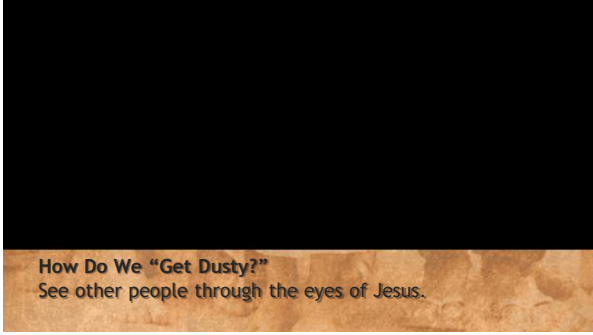 How Do We “Get Dusty?”
See other people through the eyes of Jesus.